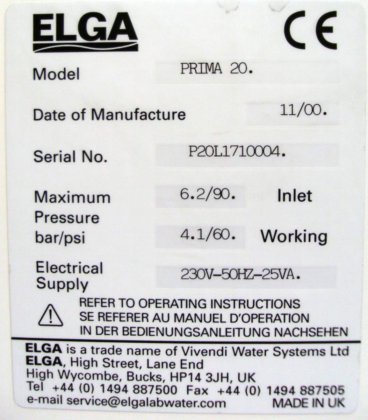 ELGA CE
Model PRIMA 20.
Date of Manufacture 11/00.
Serial No. P20L1710004.
Maximum 6.2/90. Inlet
Pressure
bar/psi 4.1/60. Working
Electrical
Supply 230V-50HZ-25VA.
REFER TO OPERATING INSTRUCTIONS
SE REFERER AU MANUEL D'OPERATION
IN DER BEDIENUNGSANLEITUNG NACHSEHEN
ELGA is a trade name of Vivendi Water Systems Ltd
ELGA, High Street, Lane End
High Wycombe, Bucks, HP14 3JH, UK
Tel +44 (0) 1494 887500 Fax +44 (0) 1494 887505
e-mail service@elgalabwater.com MADE IN UK